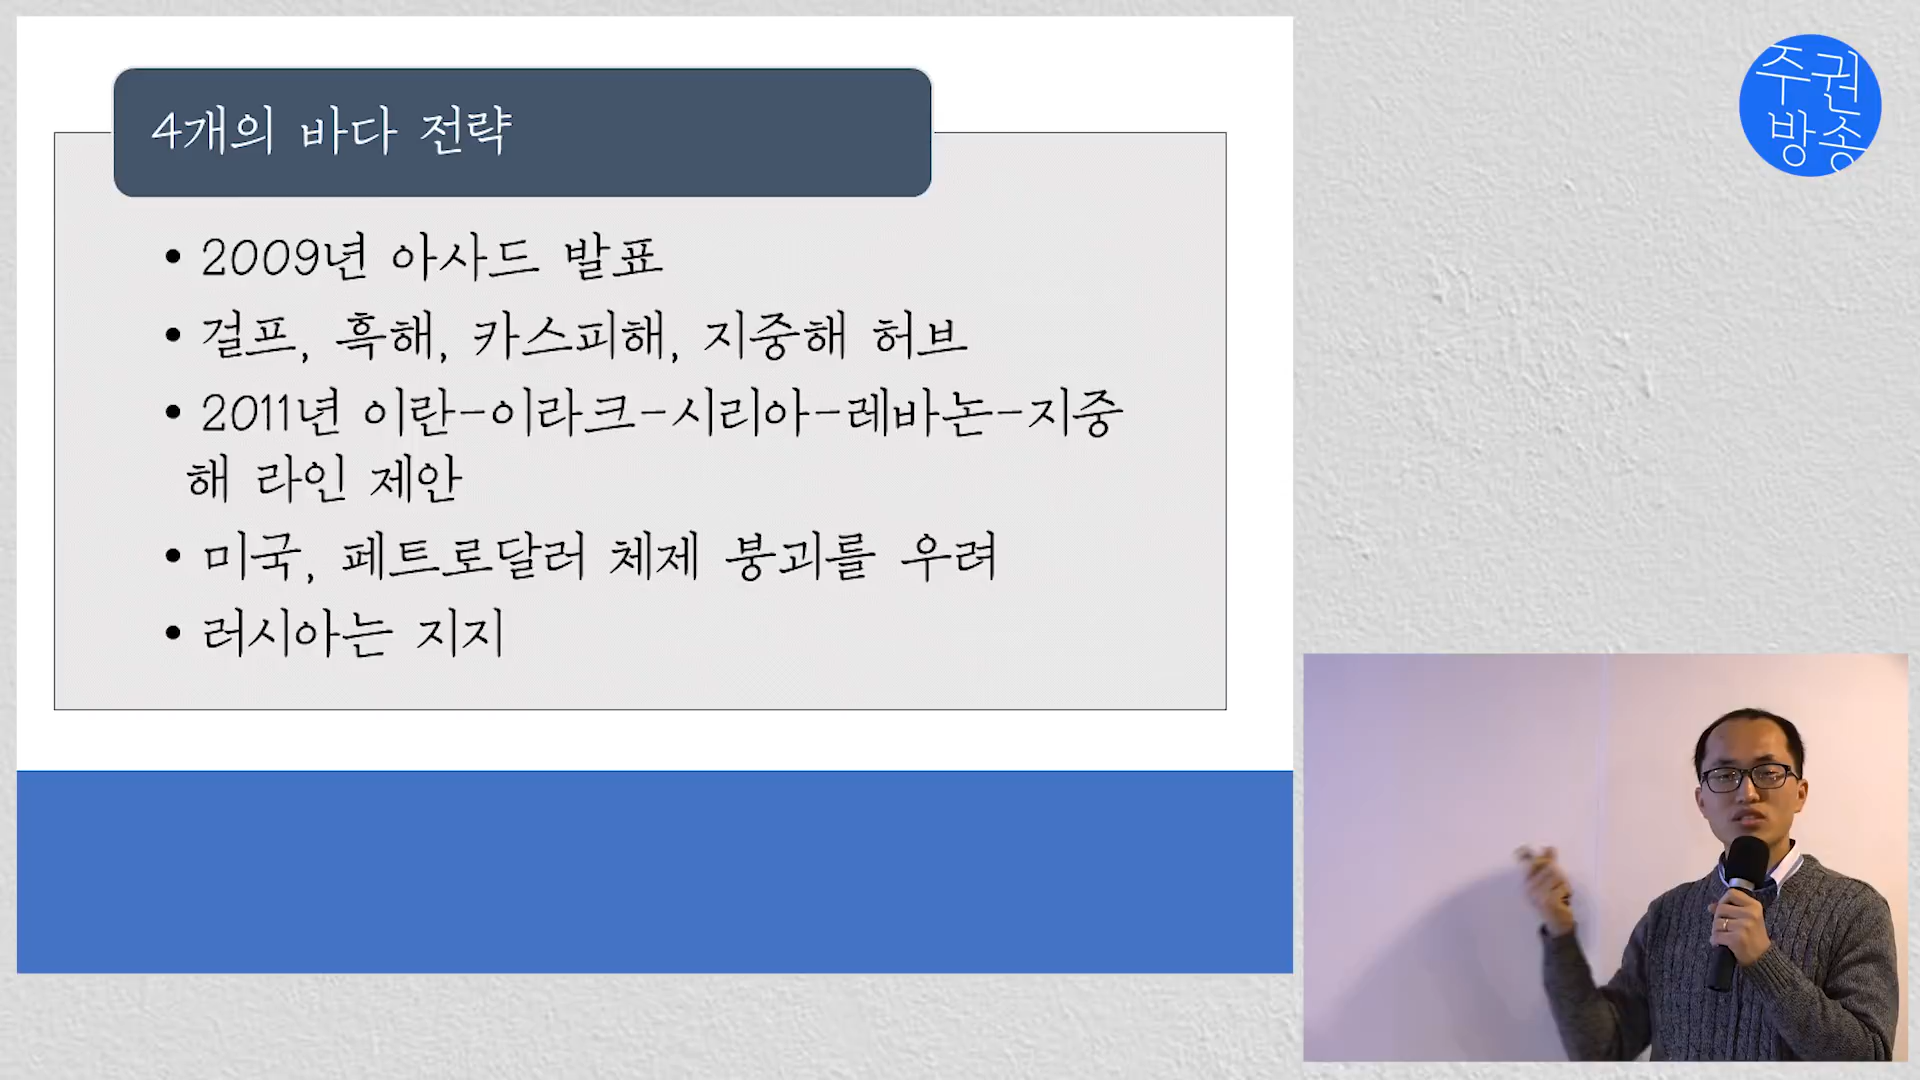 4개의 바다 전략
• 2009년 아사드 발표
• 걸프, 흑해, 카스피해, 지중해 허브
• 2011년 이란-이라크-시리아-레바논-지중
해 라인 제안
• 미국, 페트로달러 체제 붕괴를 우려
• 러시아는 지지
주권
방송